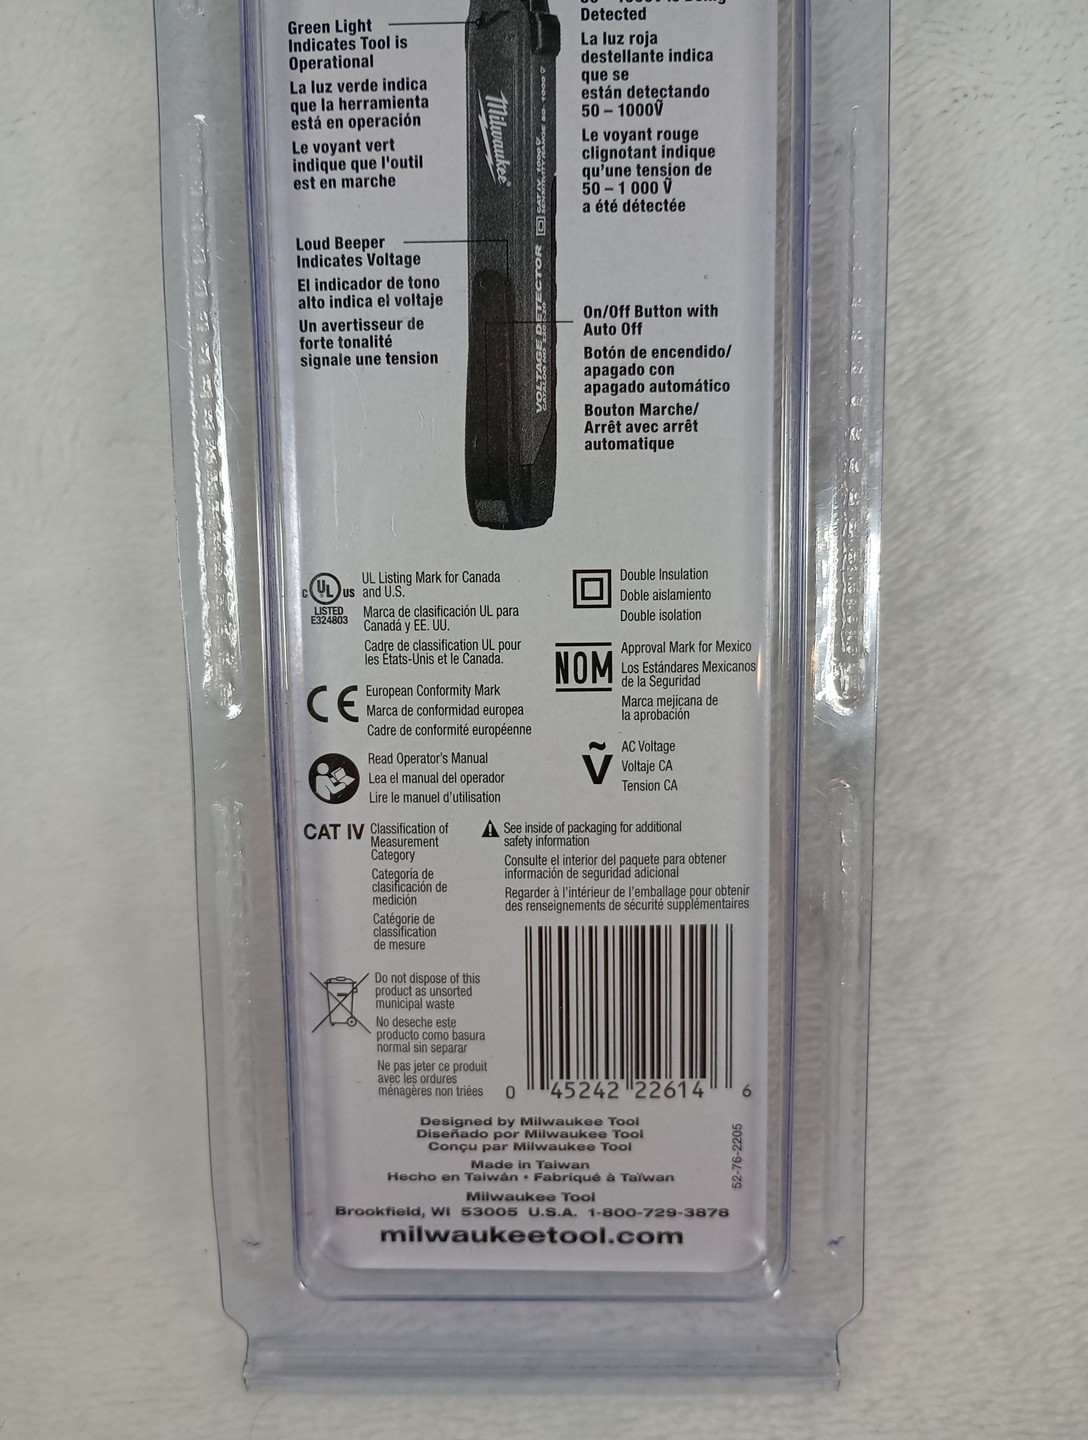 Green Light
Indicates Tool is
Operational
La luz verde indica
que la herramienta
está en operación
Le voyant vert
indique que l'outil
est en marche
Loud Beeper
Indicates Voltage
El indicador de tono
alto indica el voltaje
Un avertisseur de
forte tonalité
signale une tension
Milwaukee
VOLTAGE DETECTOR
Detected
La luz roja
destellante indica
que se
están detectando
50 – 1000Ṽ
Le voyant rouge
clignotant indique
qu'une tension de
50 – 1 000 Ṽ
a été détectée
On/Off Button with
Auto Off
Botón de encendido/
apagado con
apagado automático
Bouton Marche/
Arrêt avec arrêt
automatique
C UL US
LISTED
E324803
UL Listing Mark for Canada
and U.S.
Marca de clasificación UL para
Canadá y EE. UU.
Cadre de classification UL pour
les États-Unis et le Canada.
Double Insulation
Doble aislamiento
Double isolation
CE
European Conformity Mark
Marca de conformidad europea
Cadre de conformité européenne
NOM
Approval Mark for Mexico
Los Estándares Mexicanos
de la Seguridad
Marca mejicana de
la aprobación
Read Operator's Manual
Lea el manual del operador
Lire le manuel d'utilisation
Ṽ
AC Voltage
Voltaje CA
Tension CA
CAT IV
Classification of
Measurement
Category
Categoría de
clasificación de
medición
Catégorie de
classification
de mesure
See inside of packaging for additional
safety information
Consulte el interior del paquete para obtener
información de seguridad adicional
Regarder à l'intérieur de l'emballage pour obtenir
des renseignements de sécurité supplémentaires
Do not dispose of this
product as unsorted
municipal waste
No deseche este
producto como basura
normal sin separar
Ne pas jeter ce produit
avec les ordures
ménagères non triées
0 45242 22614 6
Designed by Milwaukee Tool
Diseñado por Milwaukee Tool
Conçu par Milwaukee Tool
Made in Taiwan
Hecho en Taiwán • Fabriqué à Taïwan
Milwaukee Tool
Brookfield, WI 53005 U.S.A. 1-800-729-3878
milwaukeetool.com
52-76-2205